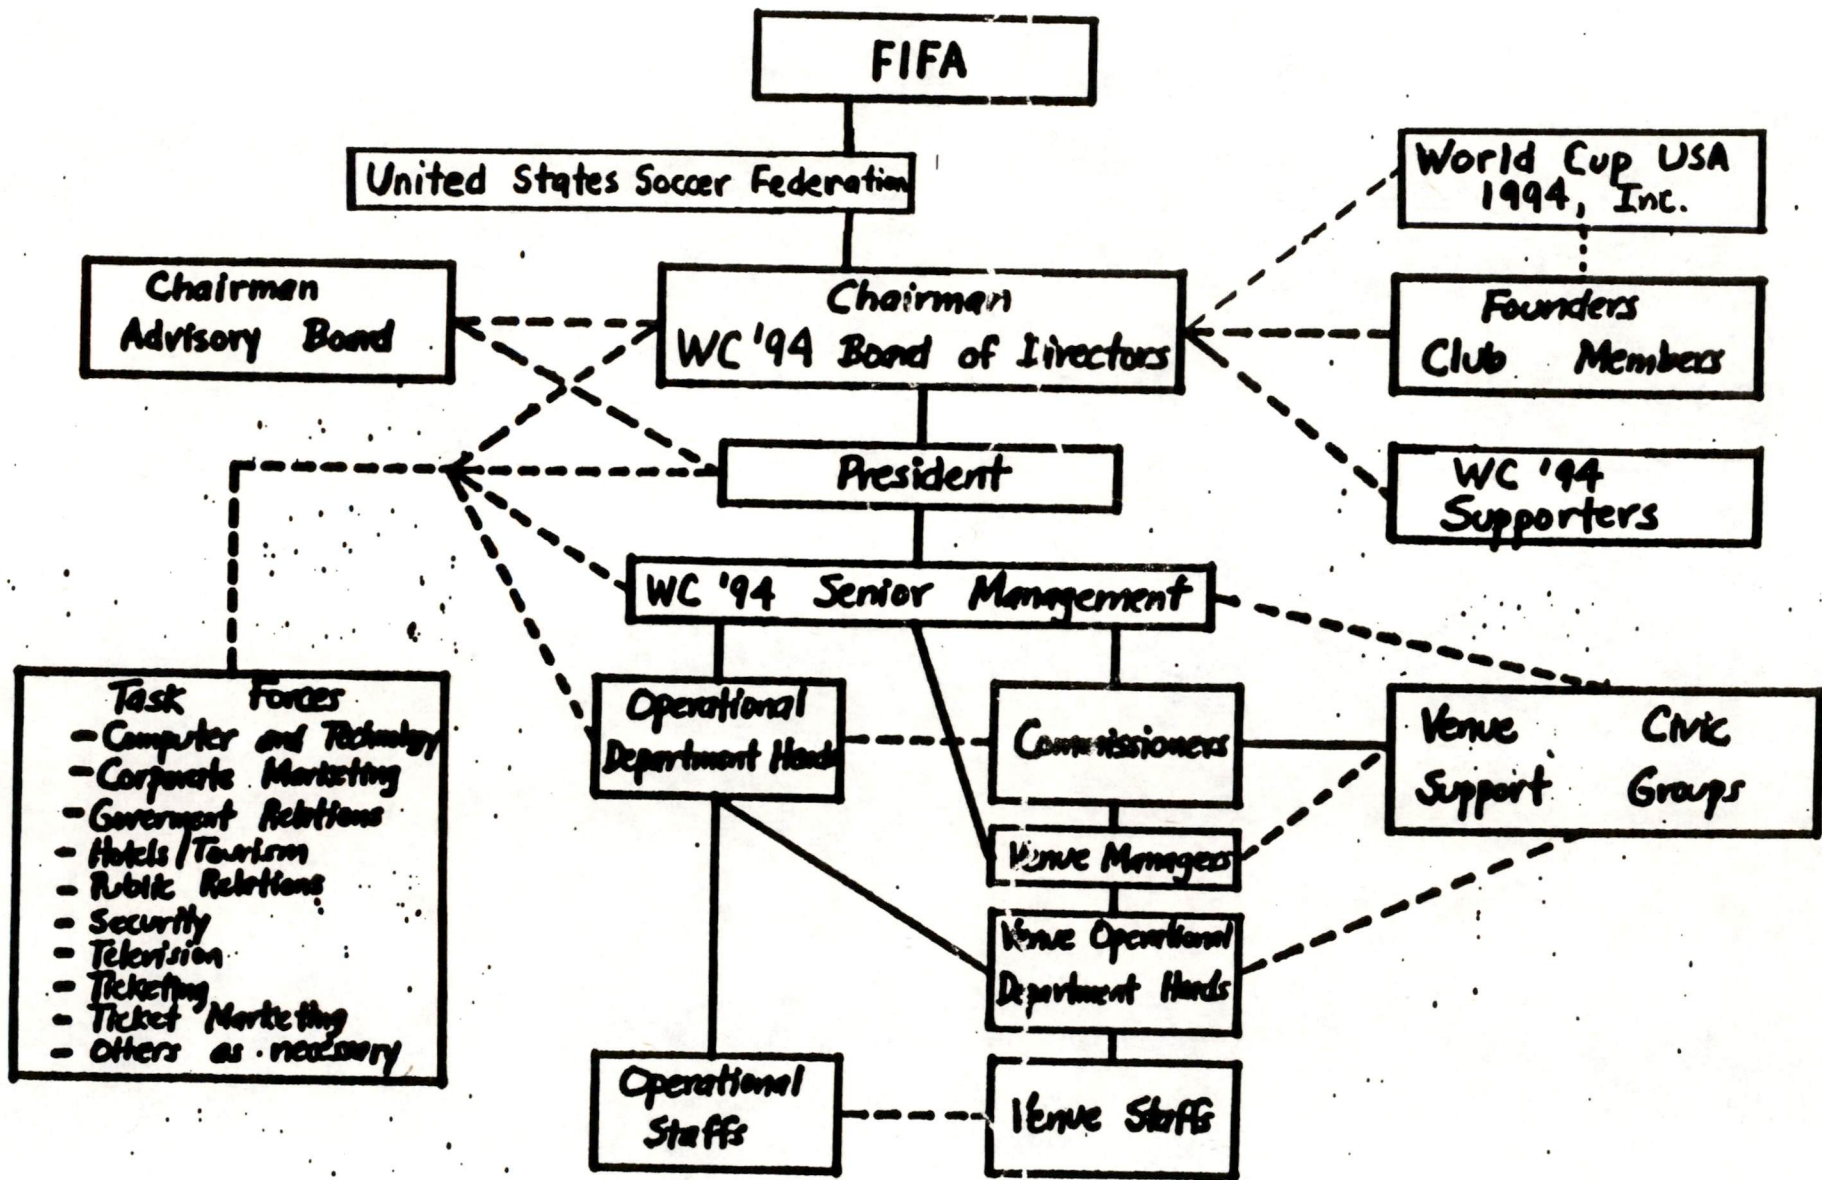 FIFA
United States Soccer Federation
World Cup USA
1994, Inc.
Chairman
Advisory Board
Chairman
WC '94 Board of Directors
Founders
Club Members
President
WC '94
Supporters
WC '94 Senior Management
Task Forces
- Computer and Technology
- Corporate Marketing
- Goverment Relations
- Hotels/Tourism
- Public Relations
- Security
- Television
- Ticketing
- Ticket Marketing
- Others as necessary
Operational
Department Heads
Commissioners
Venue Civic
Support Groups
Venue Managers
Venue Operational
Department Heads
Operational
Staffs
Venue Staffs